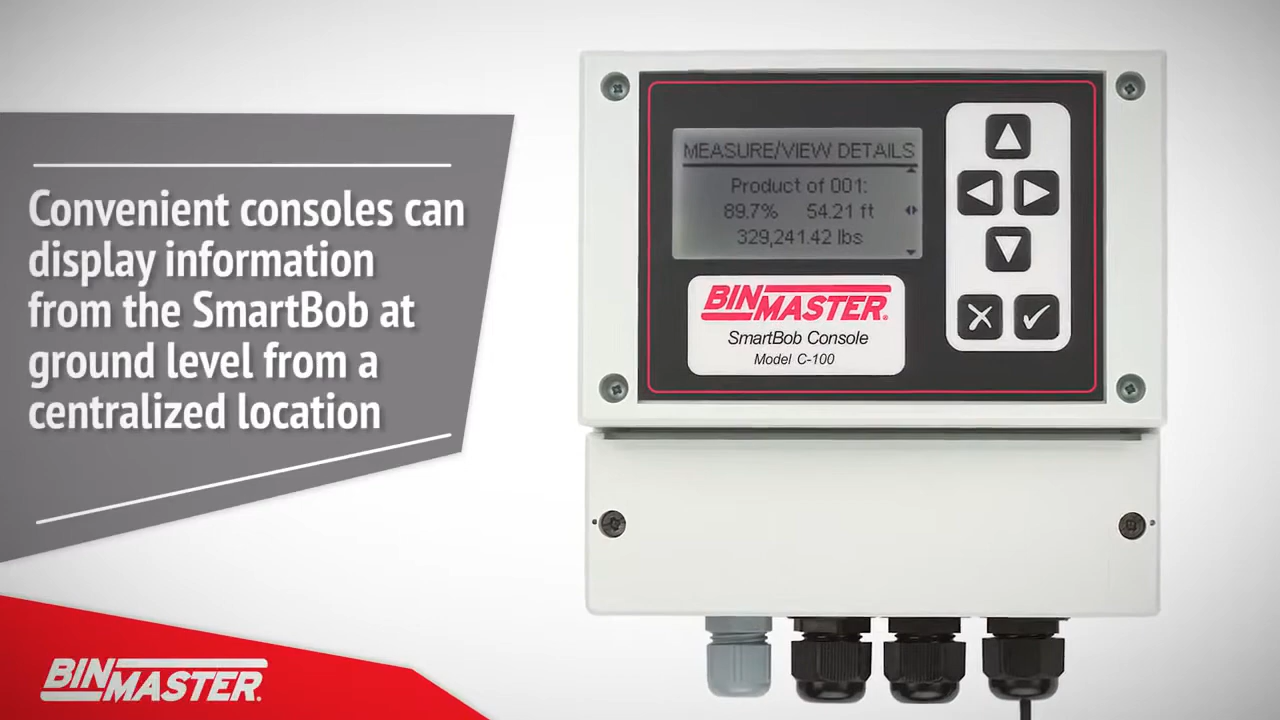 Convenient consoles can
display information
from the SmartBob at
ground level from a
centralized location
MEASURE/VIEW DETAILS
Product of 001:
89.7% 54.21 ft
329,241.42 lbs
BINMASTER®
SmartBob Console
Model C-100
BINMASTER®